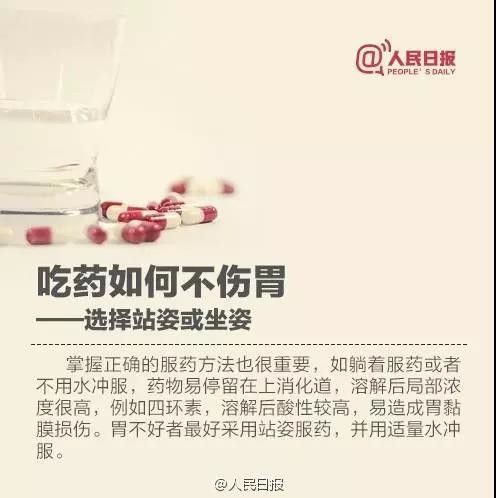 @人民日报
PEOPLE'S DAILY
吃药如何不伤胃
——选择站姿或坐姿
掌握正确的服药方法也很重要，如躺着服药或者
不用水冲服，药物易停留在上消化道，溶解后局部浓
度很高，例如四环素，溶解后酸性较高，易造成胃黏
膜损伤。胃不好者最好采用站姿服药，并用适量水冲
服。
@人民日报